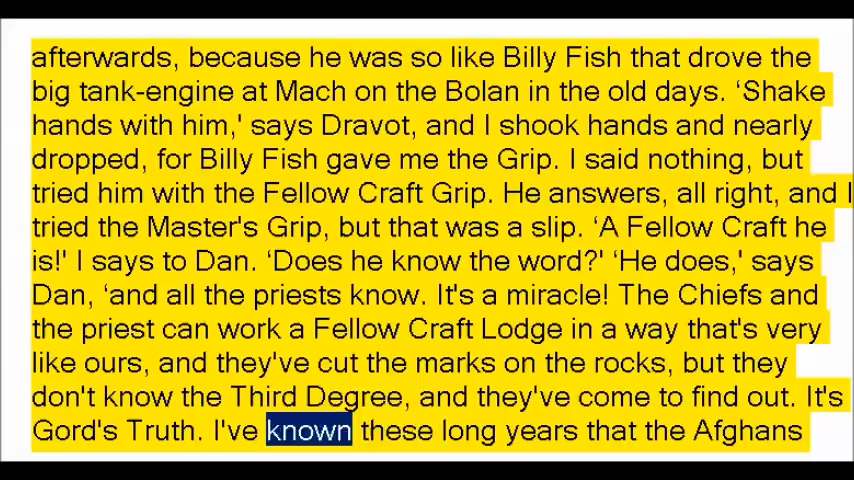 afterwards, because he was so like Billy Fish that drove the
big tank-engine at Mach on the Bolan in the old days. ‘Shake
hands with him,' says Dravot, and I shook hands and nearly
dropped, for Billy Fish gave me the Grip. I said nothing, but
tried him with the Fellow Craft Grip. He answers, all right, and I
tried the Master's Grip, but that was a slip. ‘A Fellow Craft he
is!' I says to Dan. ‘Does he know the word?' ‘He does,' says
Dan, ‘and all the priests know. It's a miracle! The Chiefs and
the priest can work a Fellow Craft Lodge in a way that's very
like ours, and they've cut the marks on the rocks, but they
don't know the Third Degree, and they've come to find out. It's
Gord's Truth. I've known these long years that the Afghans